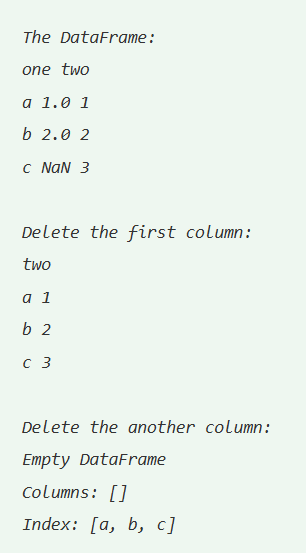 The DataFrame:
one two
a 1.0 1
b 2.0 2
c NaN 3
Delete the first column:
two
a 1
b 2
c 3
Delete the another column:
Empty DataFrame
Columns: []
Index: [a, b, c]